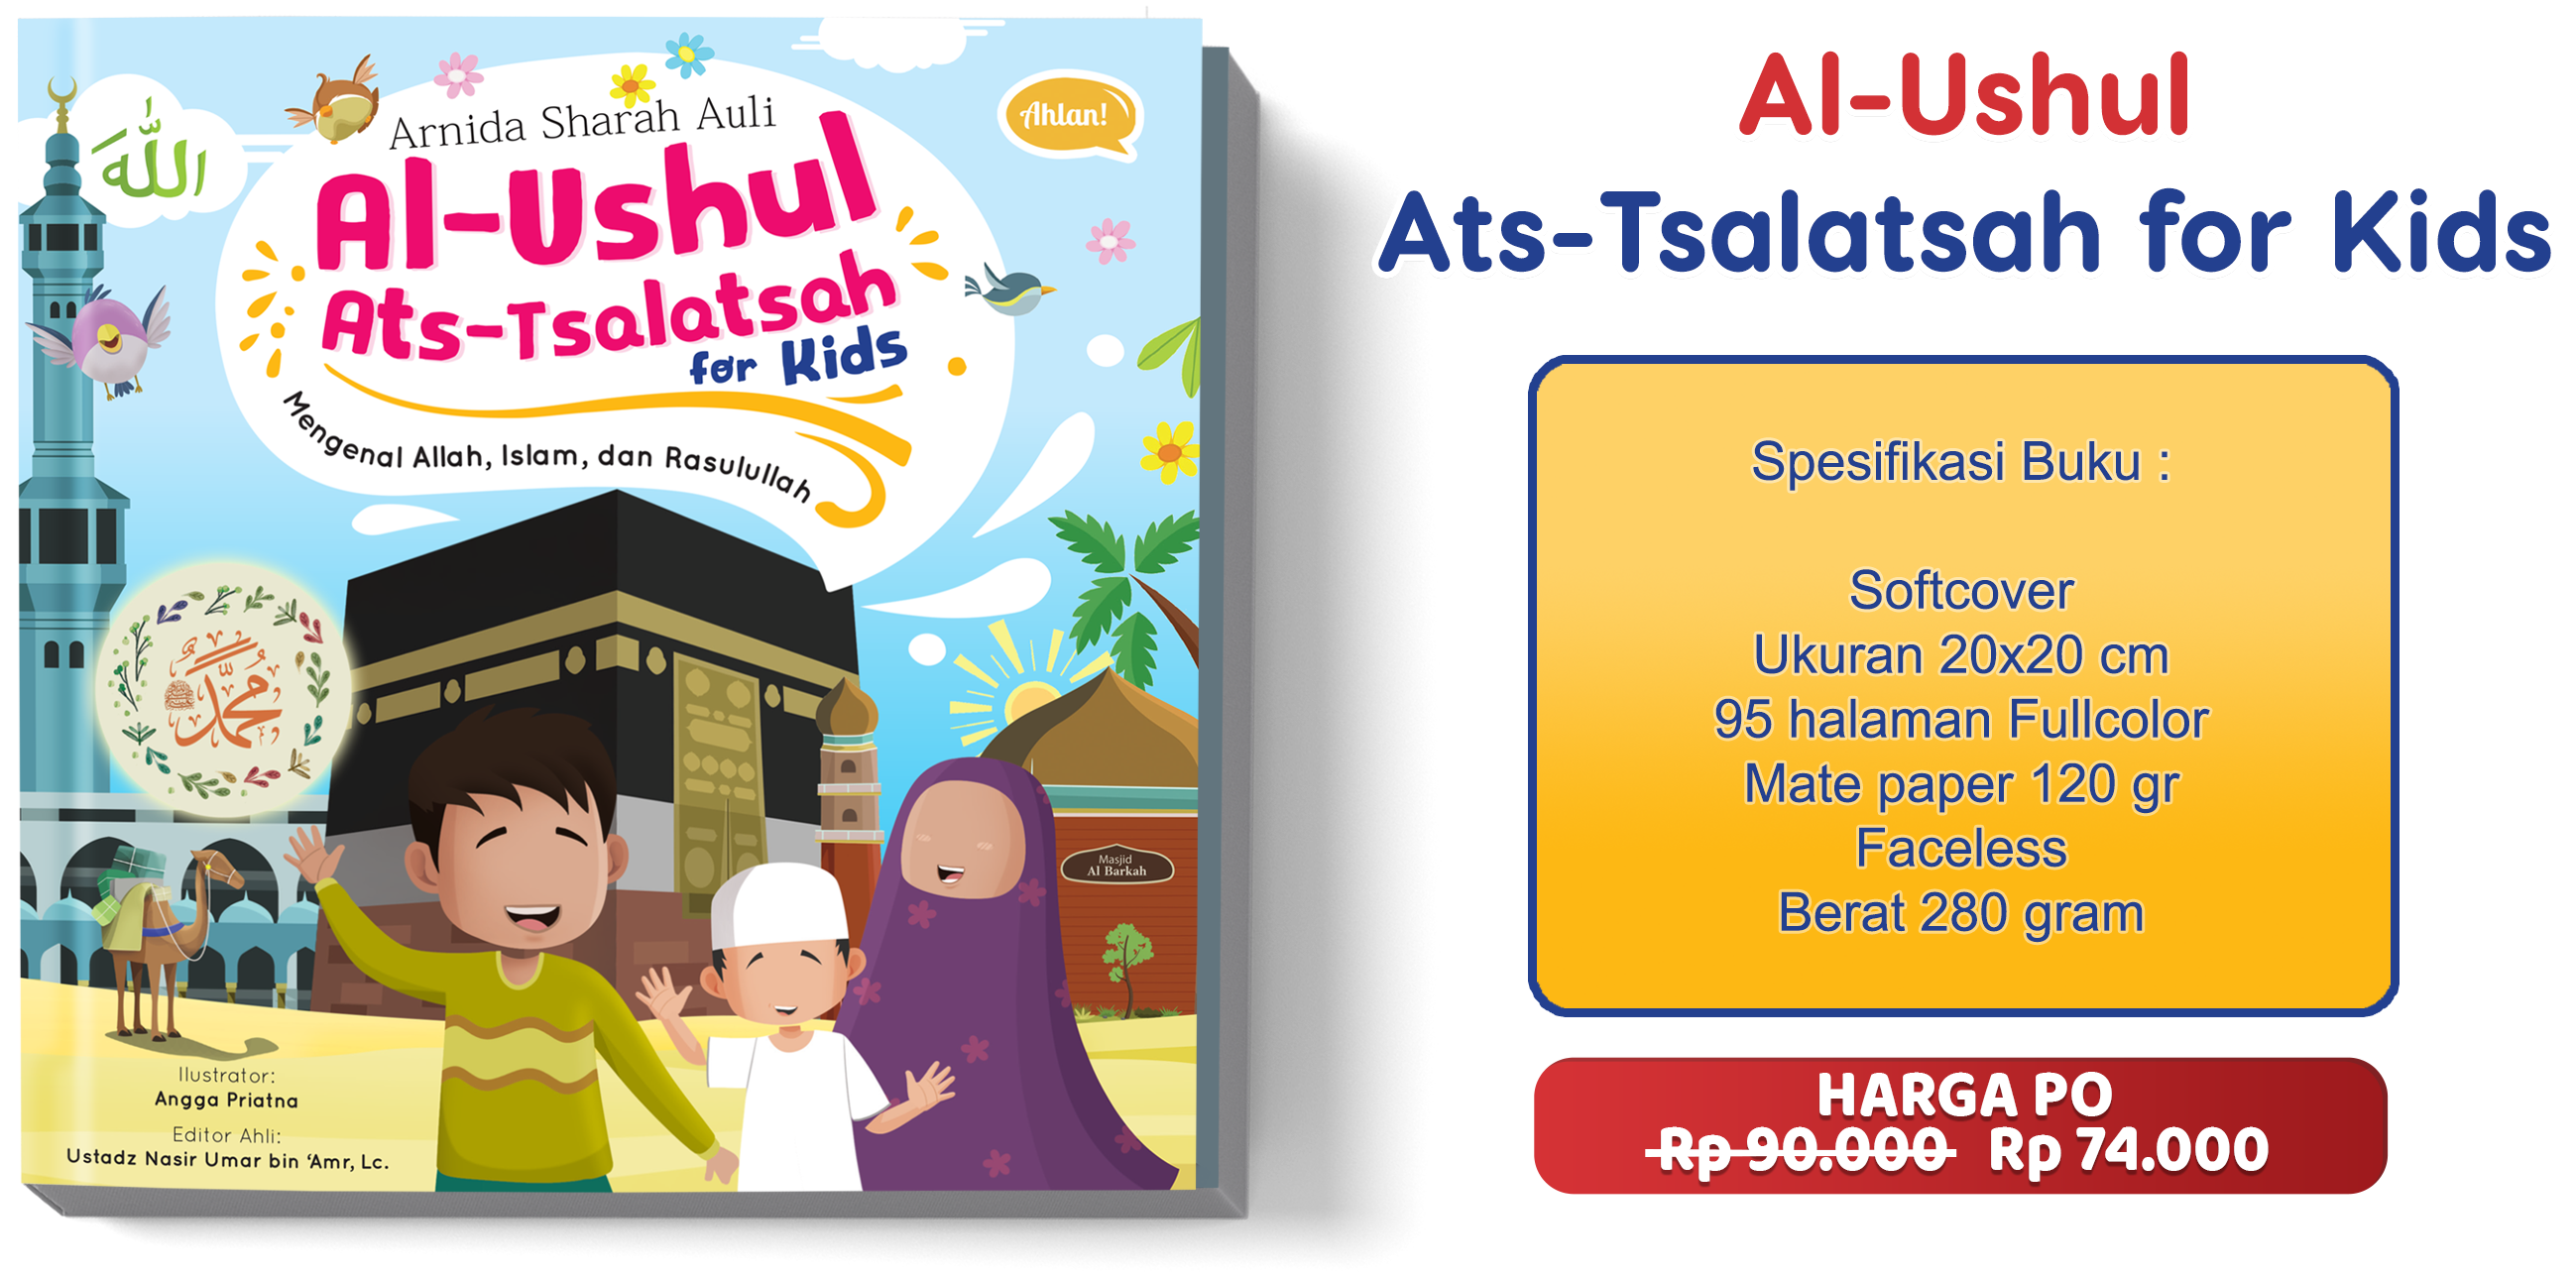 Arnida Sharah Auli
Ahlan!
الله
Al-Ushul
Ats-Tsalatsah
for Kids
Mengenal Allah, Islam, dan Rasulullah
محمد
Masjid
Al Barkah
Ilustrator:
Angga Priatna
Editor Ahli:
Ustadz Nasir Umar bin ‘Amr, Lc.
Al-Ushul
Ats-Tsalatsah for Kids
Spesifikasi Buku :
Softcover
Ukuran 20x20 cm
95 halaman Fullcolor
Mate paper 120 gr
Faceless
Berat 280 gram
HARGA PO
Rp 90.000 Rp 74.000